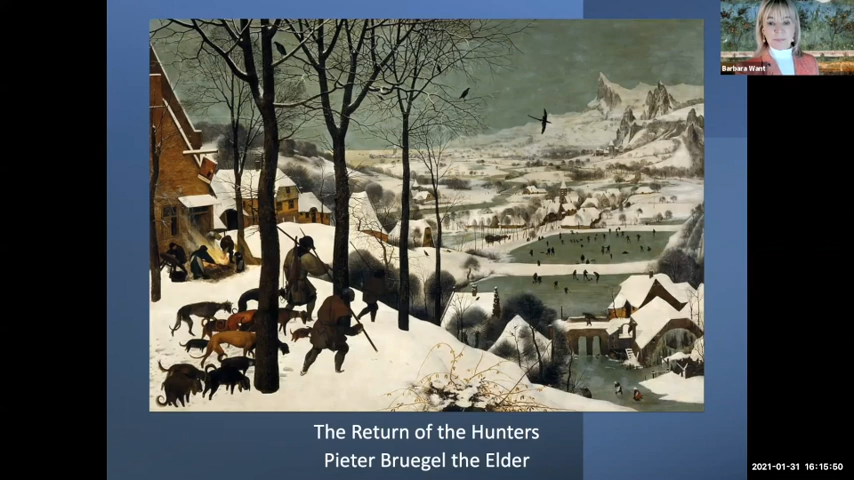 Barbara Want
The Return of the Hunters
Pieter Bruegel the Elder
2021-01-31 16:15:50